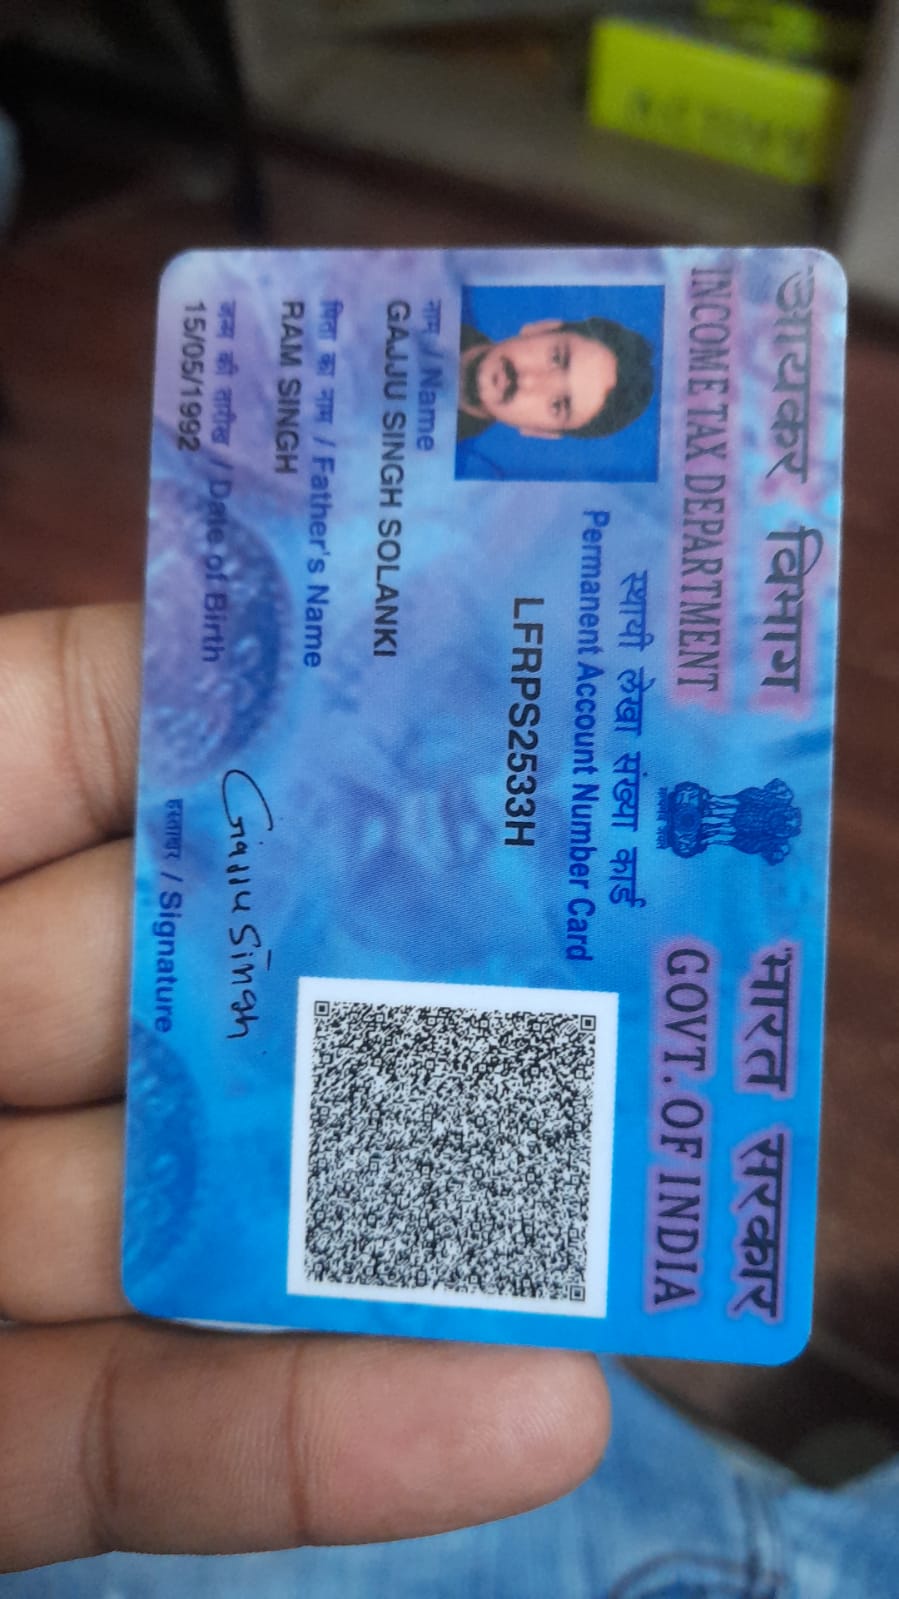 आयकर विभाग
INCOME TAX DEPARTMENT
भारत सरकार
GOVT. OF INDIA
स्थायी लेखा संख्या कार्ड
Permanent Account Number Card
LFRPS2533H
नाम / Name
GAJJU SINGH SOLANKI
पिता का नाम / Father's Name
RAM SINGH
जन्म की तारीख / Date of Birth
15/05/1992
Gajju Singh
हस्ताक्षर / Signature